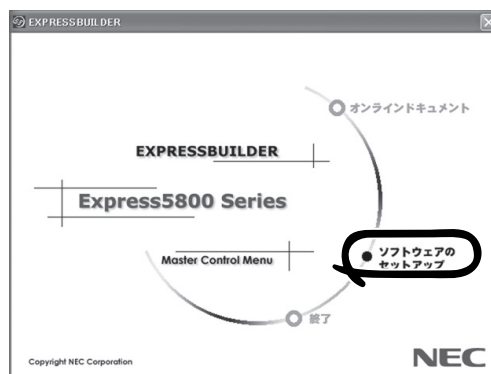 EXPRESSBUILDER
オンラインドキュメント
EXPRESSBUILDER
Express5800 Series
ソフトウェアの
セットアップ
Master Control Menu
終了
Copyright NEC Corporation
NEC